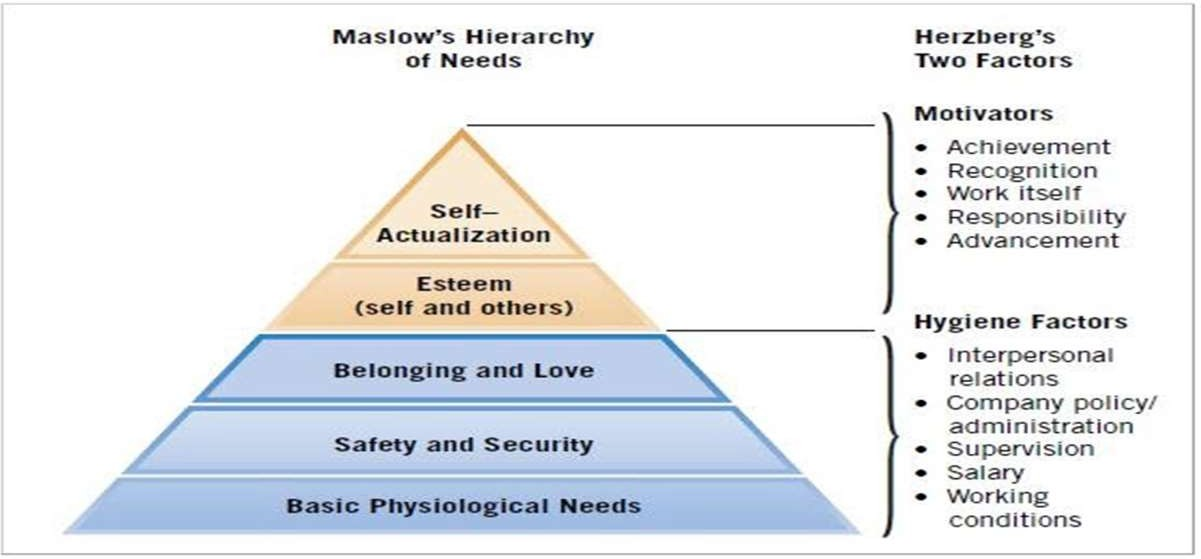 Maslow's Hierarchy
of Needs
Self–
Actualization
Esteem
(self and others)
Belonging and Love
Safety and Security
Basic Physiological Needs
Herzberg's
Two Factors
Motivators
• Achievement
• Recognition
• Work itself
• Responsibility
• Advancement
Hygiene Factors
• Interpersonal
relations
• Company policy/
administration
• Supervision
• Salary
• Working
conditions